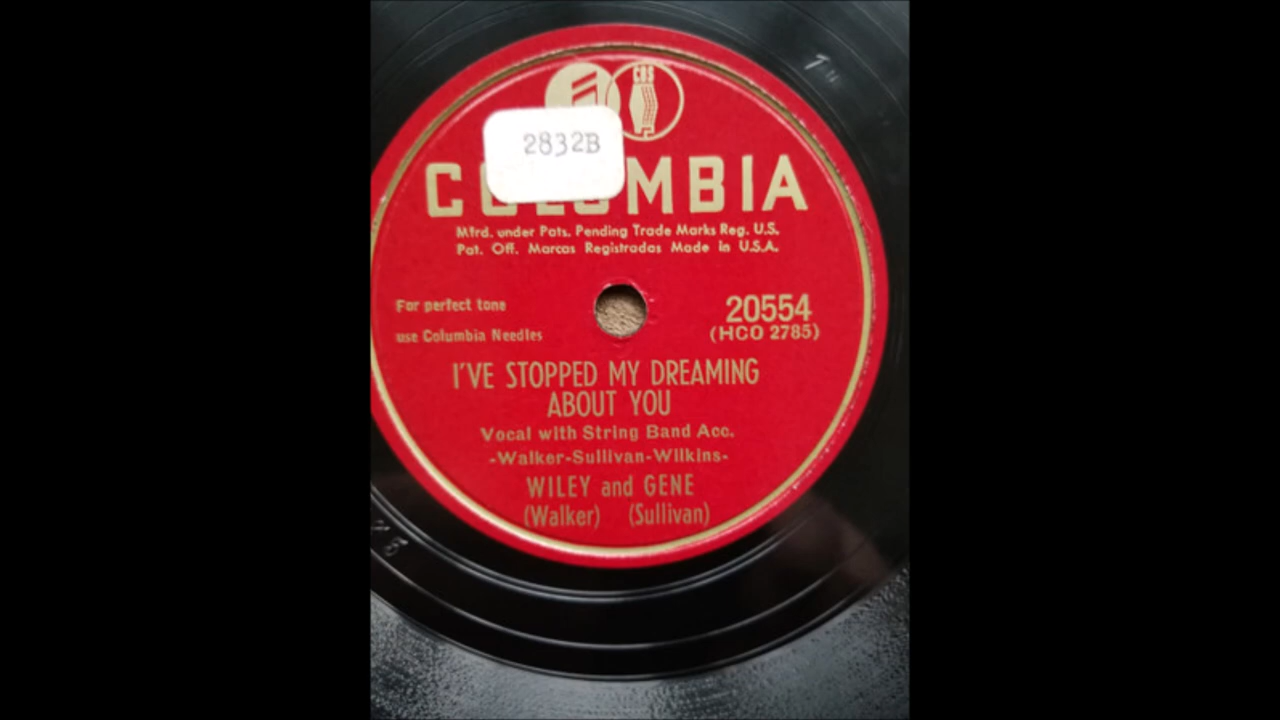 CBS
2832B
COLUMBIA
Mfrd. under Pats. Pending Trade Marks Reg. U.S.
Pat. Off. Marcas Registradas Made in U.S.A.
For perfect tone
use Columbia Needles
20554
(HCO 2785)
I'VE STOPPED MY DREAMING
ABOUT YOU
Vocal with String Band Acc.
-Walker-Sullivan-Wilkins-
WILEY and GENE
(Walker) (Sullivan)